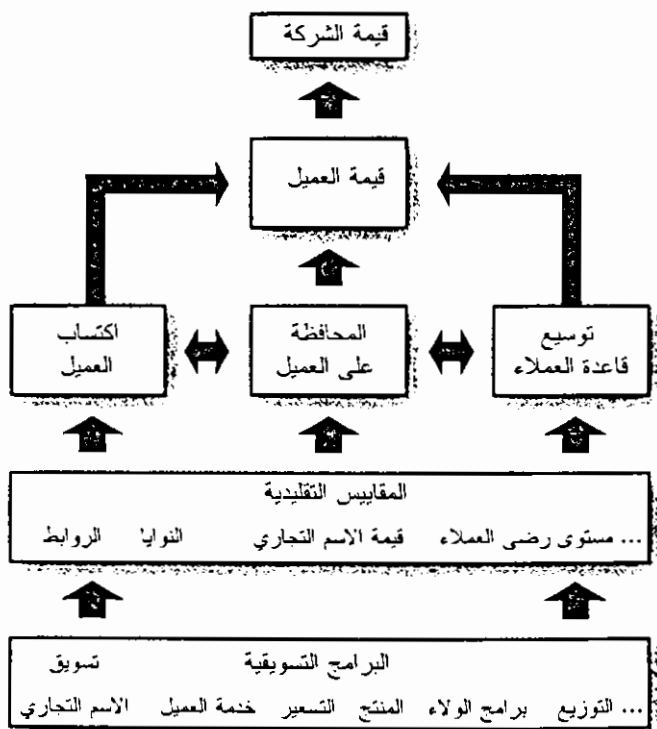 قيمة الشركة
قيمة العميل
توسيع
قاعدة العملاء
المحافظة
على العميل
اكتساب
العميل
المقاييس التقليدية
... مستوى رضى العملاء قيمة الاسم التجاري النوايا الروابط
البرامج التسويقية تسويق
... التوزيع برامج الولاء المنتج التسعير خدمة العميل الاسم التجاري